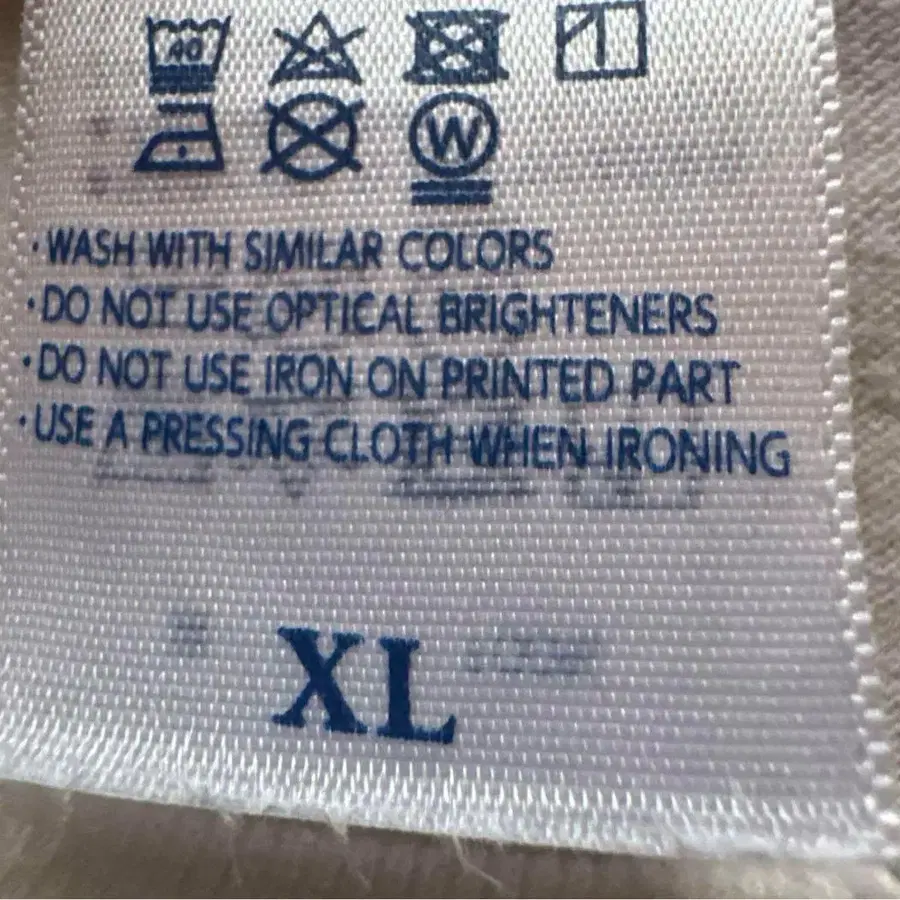 40
W
· WASH WITH SIMILAR COLORS
· DO NOT USE OPTICAL BRIGHTENERS
· DO NOT USE IRON ON PRINTED PART
· USE A PRESSING CLOTH WHEN IRONING
XL